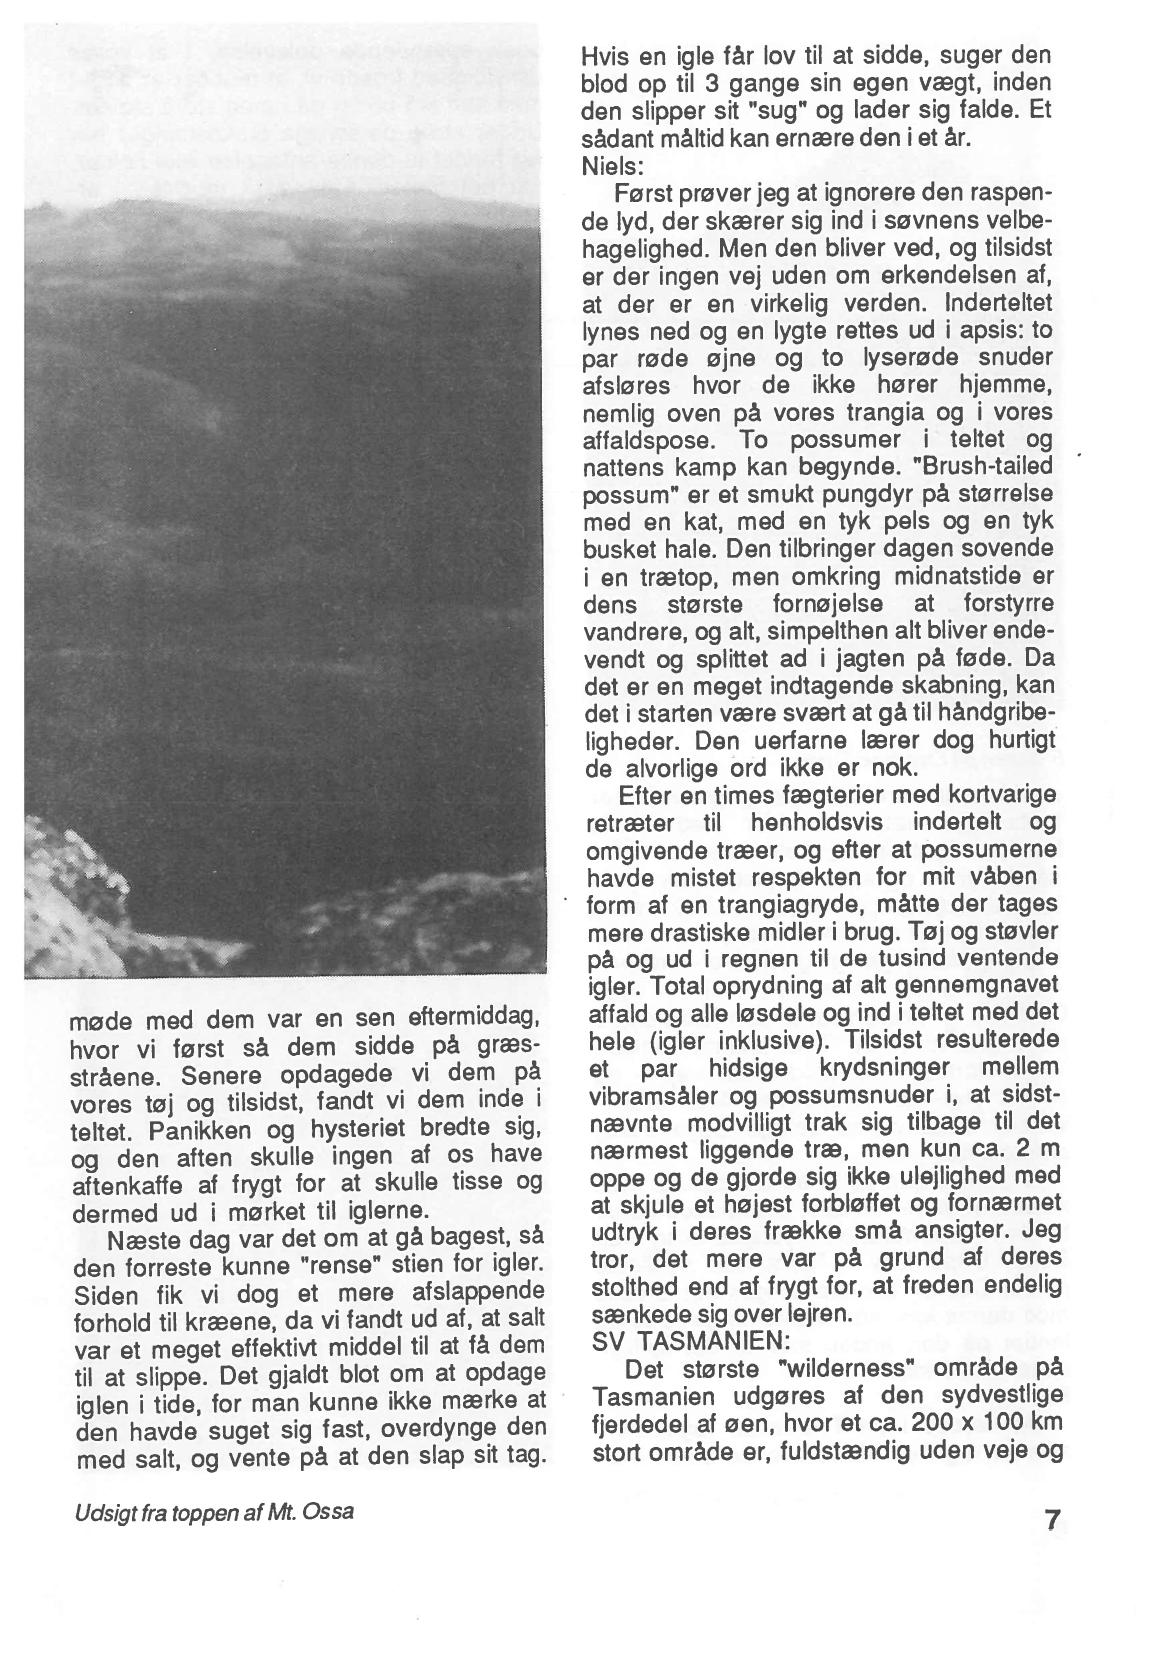 møde med dem var en sen eftermiddag,
hvor vi først så dem sidde på græs-
stråene. Senere opdagede vi dem på
vores tøj og tilsidst, fandt vi dem inde i
teltet. Panikken og hysteriet bredte sig,
og den aften skulle ingen af os have
aftenkaffe af frygt for at skulle tisse og
dermed ud i mørket til iglerne.
Næste dag var det om at gå bagest, så
den forreste kunne "rense" stien for igler.
Siden fik vi dog et mere afslappende
forhold til kræene, da vi fandt ud af, at salt
var et meget effektivt middel til at få dem
til at slippe. Det gjaldt blot om at opdage
iglen i tide, for man kunne ikke mærke at
den havde suget sig fast, overdynge den
med salt, og vente på at den slap sit tag.
Hvis en igle får lov til at sidde, suger den
blod op til 3 gange sin egen vægt, inden
den slipper sit "sug" og lader sig falde. Et
sådant måltid kan ernære den i et år.
Niels:
Først prøver jeg at ignorere den raspen-
de lyd, der skærer sig ind i søvnens velbe-
hagelighed. Men den bliver ved, og tilsidst
er der ingen vej uden om erkendelsen af,
at der er en virkelig verden. Inderteltet
lynes ned og en lygte rettes ud i apsis: to
par røde øjne og to lyserøde snuder
afsløres hvor de ikke hører hjemme,
nemlig oven på vores trangia og i vores
affaldspose. To possumer i teltet og
nattens kamp kan begynde. "Brush-tailed
possum" er et smukt pungdyr på størrelse
med en kat, med en tyk pels og en tyk
busket hale. Den tilbringer dagen sovende
i en trætop, men omkring midnatstide er
dens største fornøjelse at forstyrre
vandrere, og alt, simpelthen alt bliver ende-
vendt og splittet ad i jagten på føde. Da
det er en meget indtagende skabning, kan
det i starten være svært at gå til håndgribe-
ligheder. Den uerfarne lærer dog hurtigt
de alvorlige ord ikke er nok.
Efter en times fægterier med kortvarige
retræter til henholdsvis indertelt og
omgivende træer, og efter at possumerne
havde mistet respekten for mit våben i
form af en trangiagryde, måtte der tages
mere drastiske midler i brug. Tøj og støvler
på og ud i regnen til de tusind ventende
igler. Total oprydning af alt gennemgnavet
affald og alle løsdele og ind i teltet med det
hele (igler inklusive). Tilsidst resulterede
et par hidsige krydsninger mellem
vibramsåler og possumsnuder i, at sidst-
nævnte modvilligt trak sig tilbage til det
nærmest liggende træ, men kun ca. 2 m
oppe og de gjorde sig ikke ulejlighed med
at skjule et højest forbløffet og fornærmet
udtryk i deres frække små ansigter. Jeg
tror, det mere var på grund af deres
stolthed end af frygt for, at freden endelig
sænkede sig over lejren.
SV TASMANIEN:
Det største "wilderness" område på
Tasmanien udgøres af den sydvestlige
fjerdedel af øen, hvor et ca. 200 x 100 km
stort område er, fuldstændig uden veje og
Udsigt fra toppen af Mt. Ossa
7